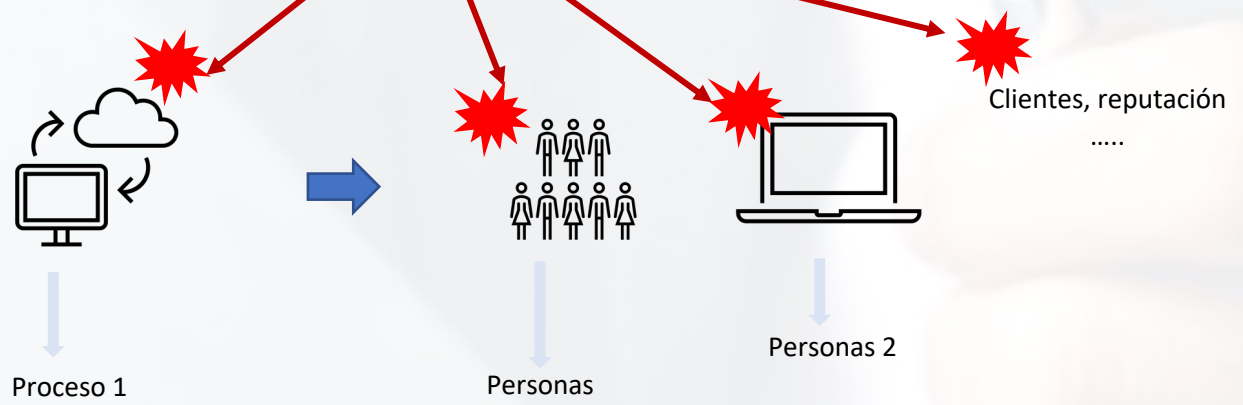 Clientes, reputación
.....
Personas 2
Proceso 1
Personas